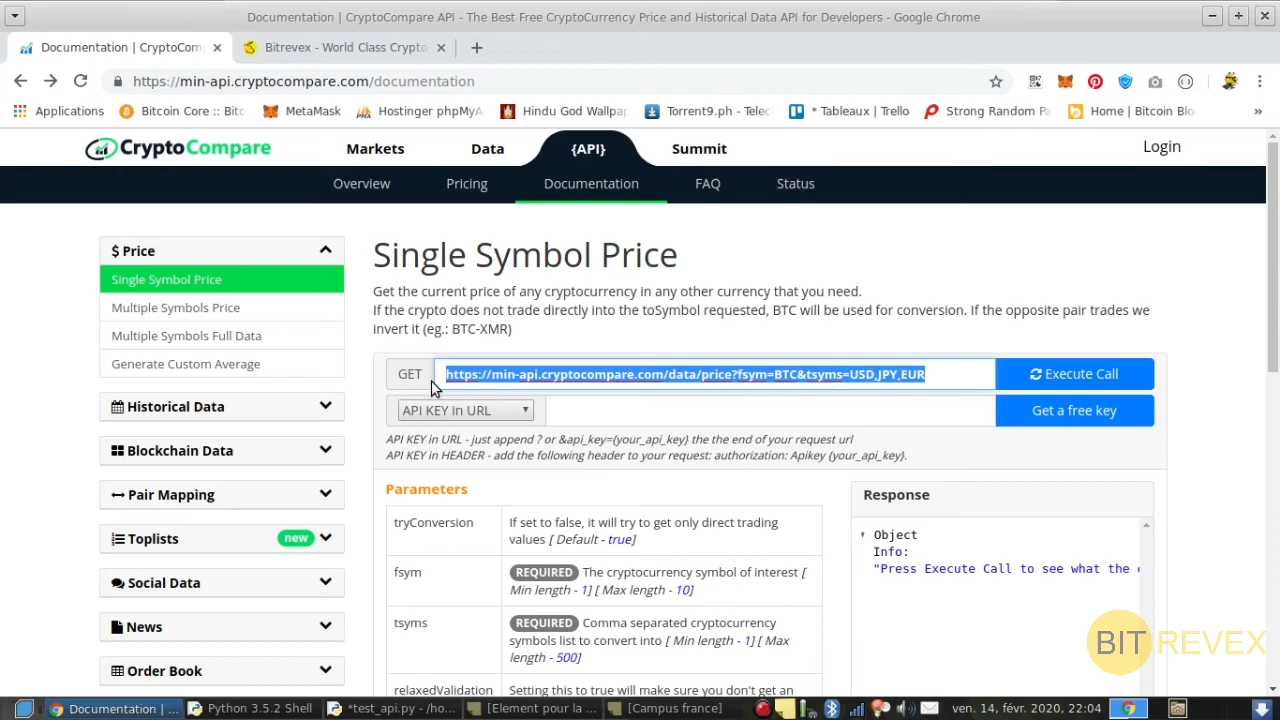 Documentation | CryptoCompare API - The Best Free CryptoCurrency Price and Historical Data API for Developers - Google Chrome
Documentation | CryptoCom
Bitrevex - World Class Crypto
https://min-api.cryptocompare.com/documentation
Applications
Bitcoin Core :: Bitc
MetaMask
Hostinger phpMyA
Hindu God Wallpap
Torrent9.ph - Telec
* Tableaux | Trello
Strong Random Pa
Home | Bitcoin Blo
»
CryptoCompare
Markets
Data
{API}
Summit
Login
Overview
Pricing
Documentation
FAQ
Status
$ Price
Single Symbol Price
Multiple Symbols Price
Multiple Symbols Full Data
Generate Custom Average
Historical Data
Blockchain Data
Pair Mapping
Toplists new
Social Data
News
Order Book
Single Symbol Price
Get the current price of any cryptocurrency in any other currency that you need.
If the crypto does not trade directly into the toSymbol requested, BTC will be used for conversion. If the opposite pair trades we
invert it (eg.: BTC-XMR)
GET https://min-api.cryptocompare.com/data/price?fsym=BTC&tsyms=USD,JPY,EUR Execute Call
API KEY in URL Get a free key
API KEY in URL - just append ? or &api_key={your_api_key} the the end of your request url
API KEY in HEADER - add the following header to your request: authorization: Apikey {your_api_key}.
Parameters
tryConversion If set to false, it will try to get only direct trading
values [ Default - true]
fsym REQUIRED The cryptocurrency symbol of interest [
Min length - 1] [ Max length - 10]
tsyms REQUIRED Comma separated cryptocurrency
symbols list to convert into [ Min length - 1] [ Max
length - 500]
relaxedValidation Setting this to true will make sure you don't get an
Response
Object
Info:
"Press Execute Call to see what the
BIT REVEX
Documentation | ...
Python 3.5.2 Shell
*test_api.py - /ho...
[Element pour la ...
[Campus france]
ven. 14, févr. 2020, 22:04